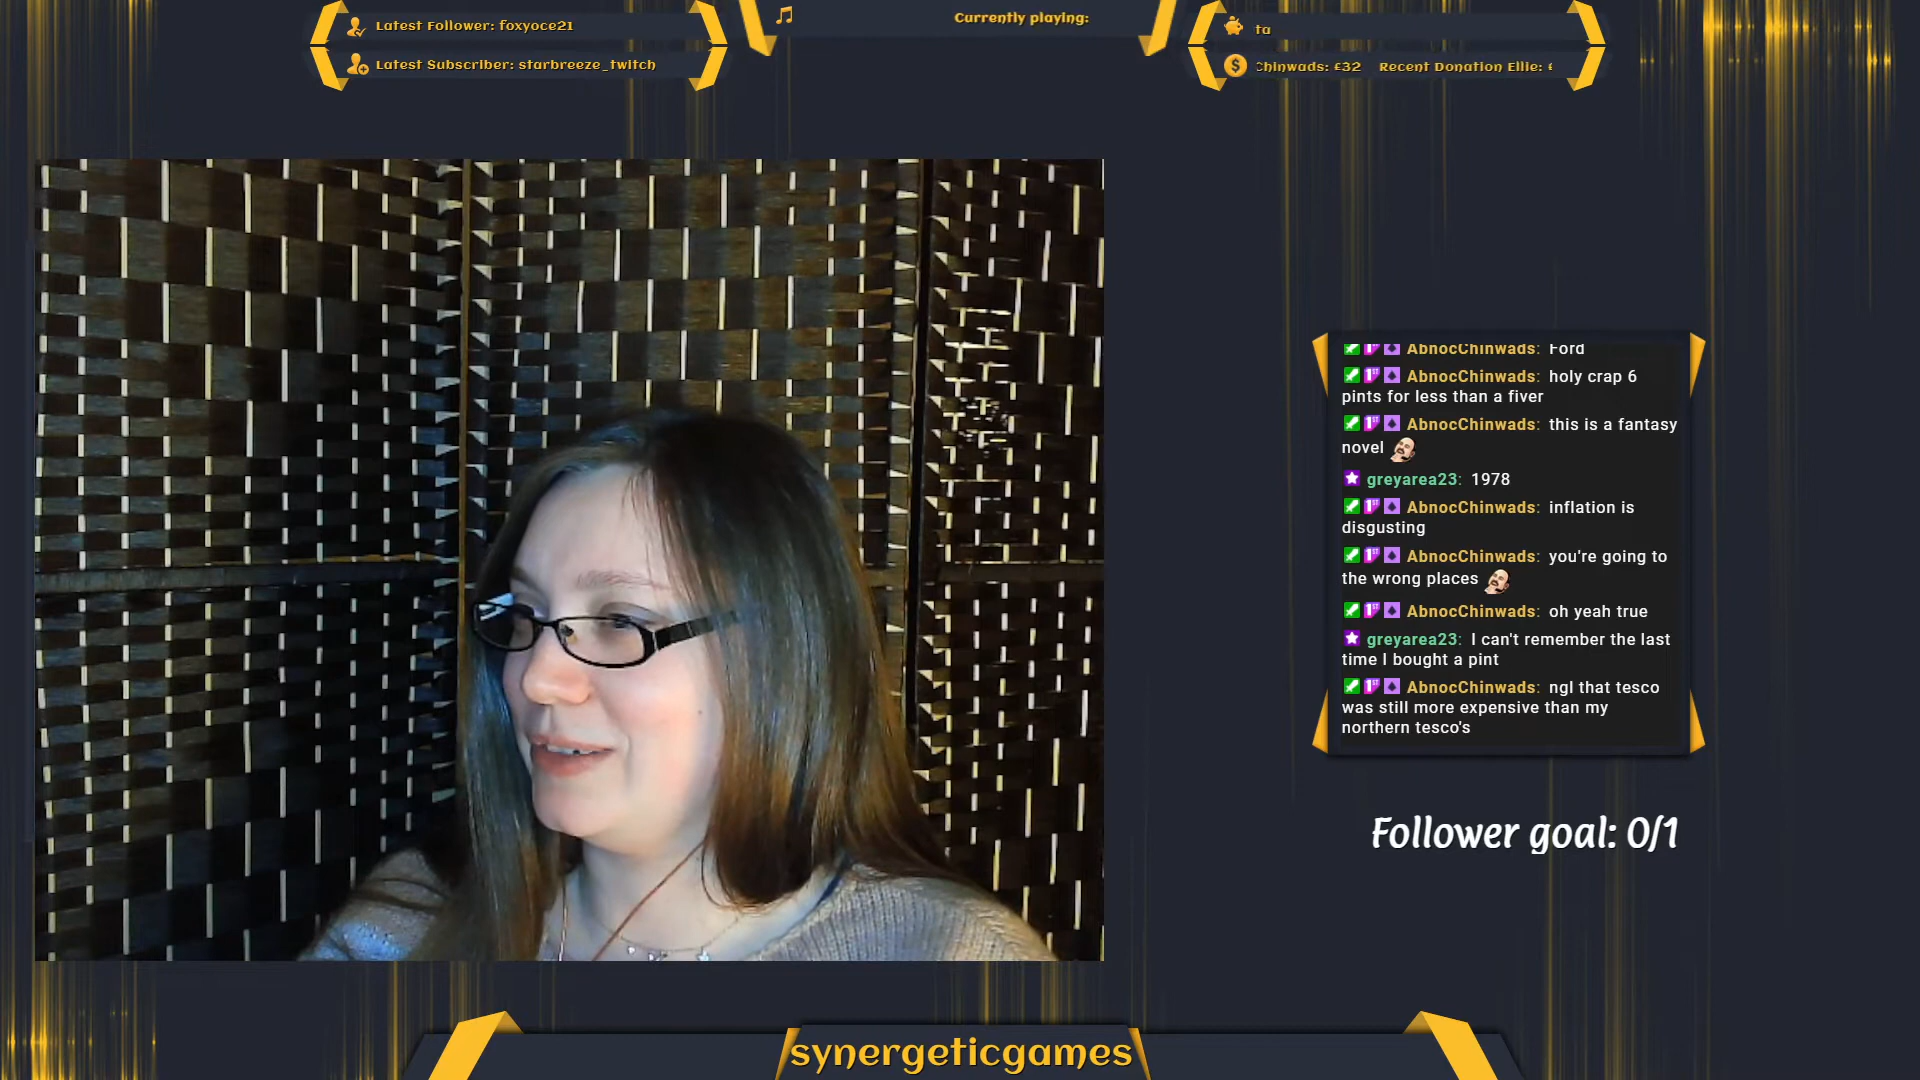 Latest Follower: foxyoce21
Latest Subscriber: starbreeze_twitch
Currently playing:
ta
Chinwads: £32 Recent Donation Ellie: £
AbnocChinwads: Ford
AbnocChinwads: holy crap 6
pints for less than a fiver
AbnocChinwads: this is a fantasy
novel
greyarea23: 1978
AbnocChinwads: inflation is
disgusting
AbnocChinwads: you're going to
the wrong places
AbnocChinwads: oh yeah true
greyarea23: I can't remember the last
time I bought a pint
AbnocChinwads: ngl that tesco
was still more expensive than my
northern tesco's
Follower goal: 0/1
synergeticgames